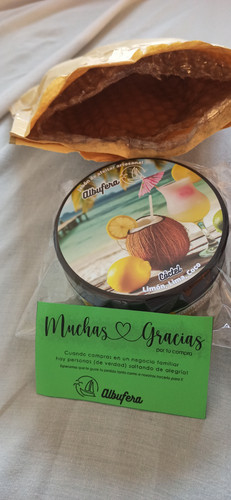 Albufera
Cóctel
Limón, Lima, Coco
Muchas Gracias
por tu compra
Cuando compras en un negocio familiar
hay personas (de verdad) saltando de alegría!
Albufera